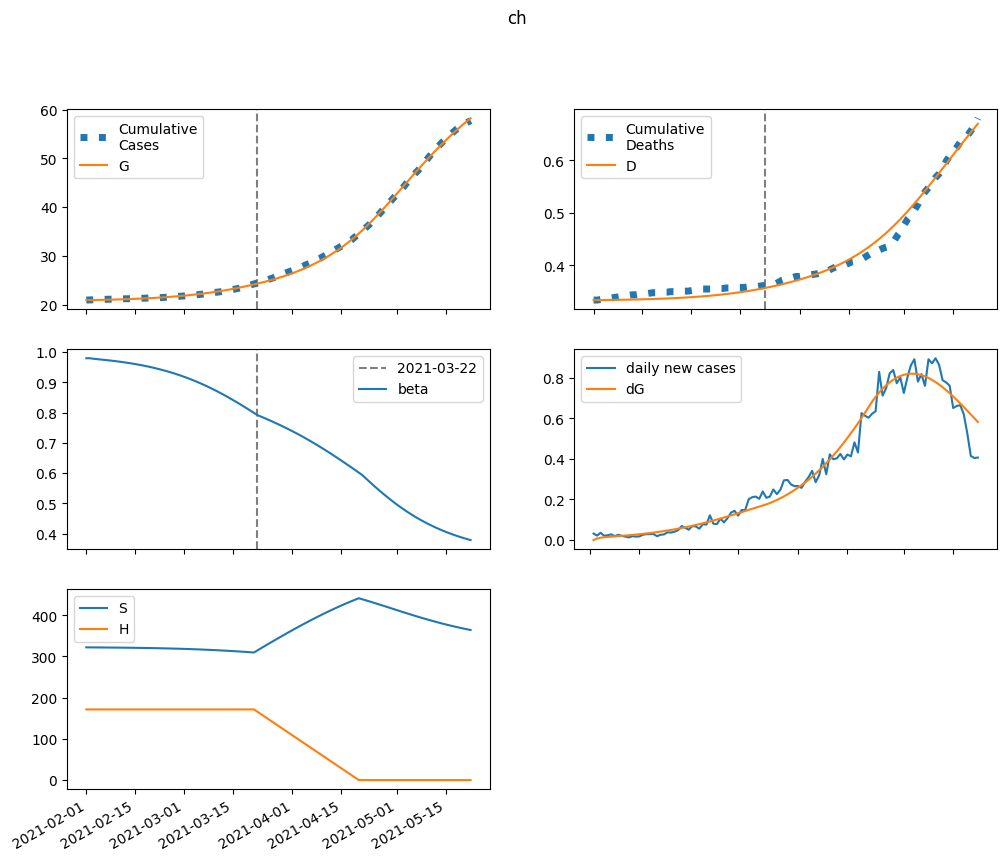 ch
60
50
40
30
20
Cumulative
Cases
G
0.6
0.5
0.4
Cumulative
Deaths
D
1.0
0.9
0.8
0.7
0.6
0.5
0.4
2021-03-22
beta
0.8
0.6
0.4
0.2
0.0
daily new cases
dG
400
300
200
100
0
S
H
2021-02-01
2021-02-15
2021-03-01
2021-03-15
2021-04-01
2021-04-15
2021-05-01
2021-05-15